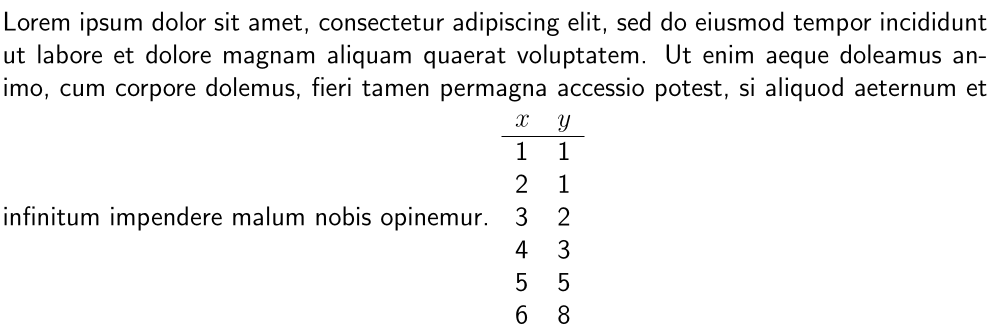 Lorem ipsum dolor sit amet, consectetur adipiscing elit, sed do eiusmod tempor incididunt
ut labore et dolore magnam aliquam quaerat voluptatem. Ut enim aeque doleamus an-
imo, cum corpore dolemus, fieri tamen permagna accessio potest, si aliquod aeternum et
x y
1 1
2 1
infinitum impendere malum nobis opinemur. 3 2
4 3
5 5
6 8